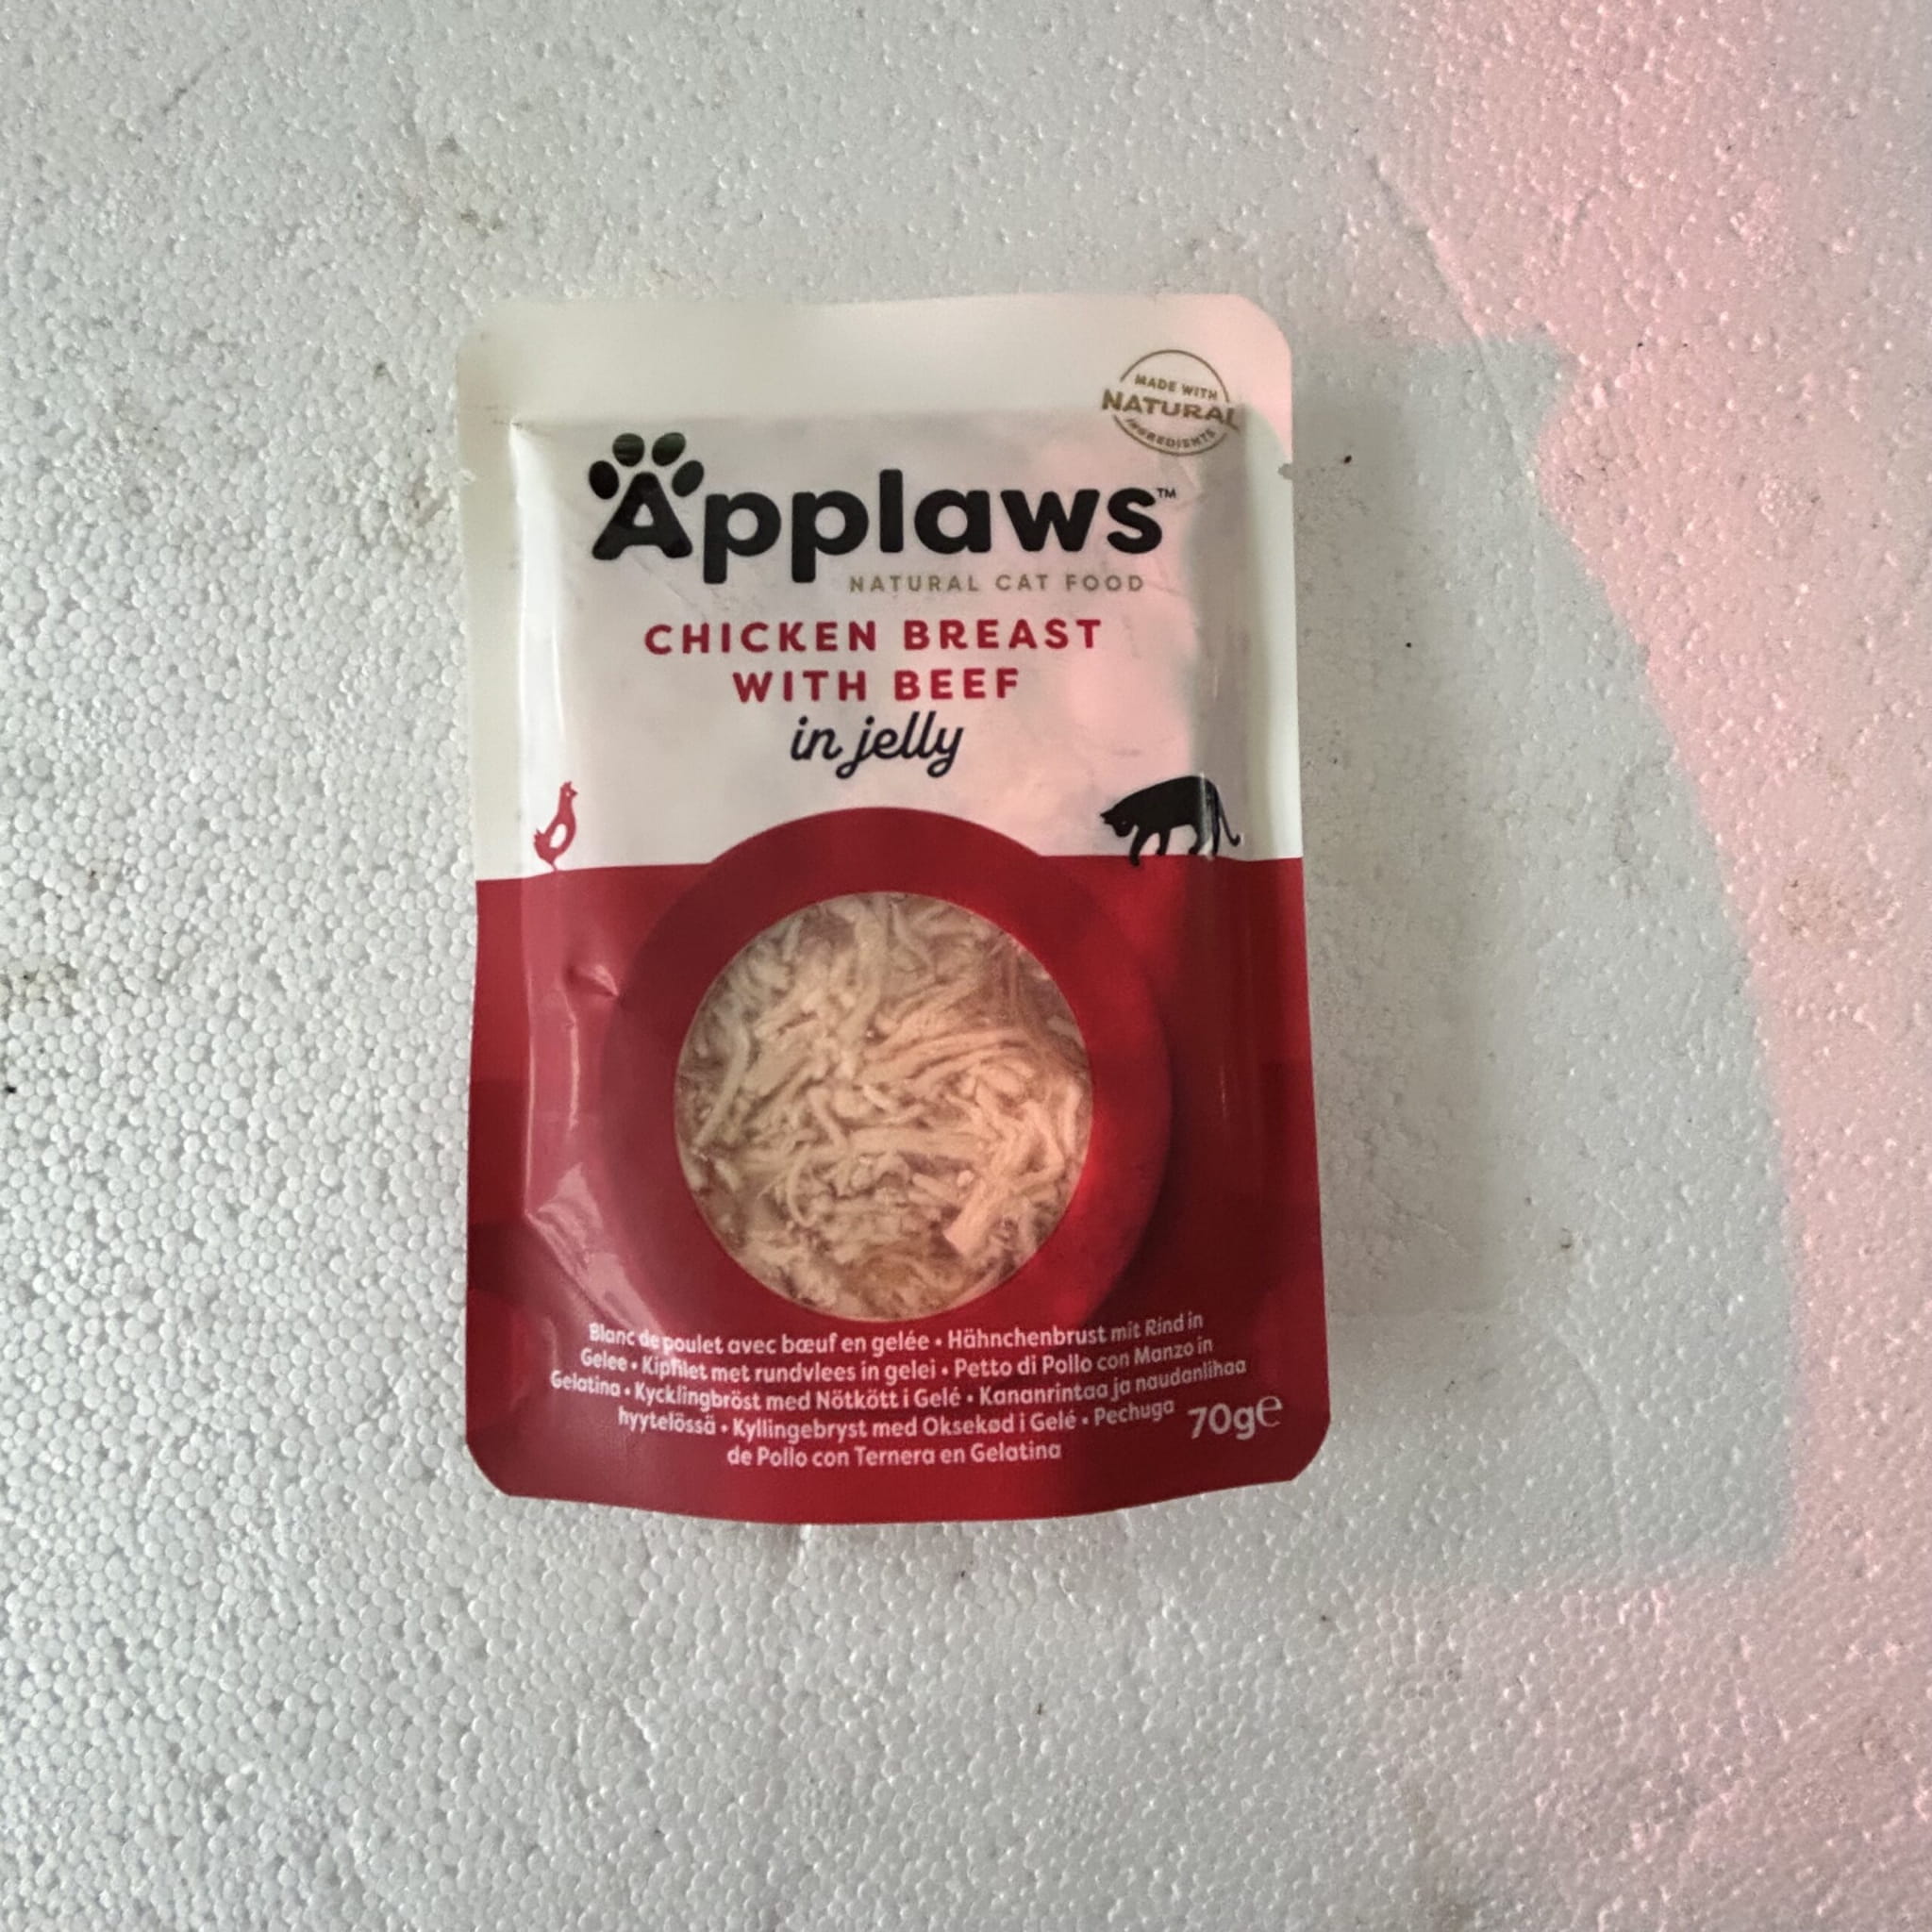 MADE WITH
NATURAL
INGREDIENTS
Applaws™
NATURAL CAT FOOD
CHICKEN BREAST
WITH BEEF
in jelly
Blanc de poulet avec bœuf en gelée • Hähnchenbrust mit Rind in
Gelee • Kipfilet met rundvlees in gelei • Petto di Pollo con Manzo in
Gelatina • Kycklingbröst med Nötkött i Gelé • Kananrintaa ja naudanlihaa
hyytelössä • Kyllingebryst med Oksekød i Gelé • Pechuga
de Pollo con Ternera en Gelatina
70g℮